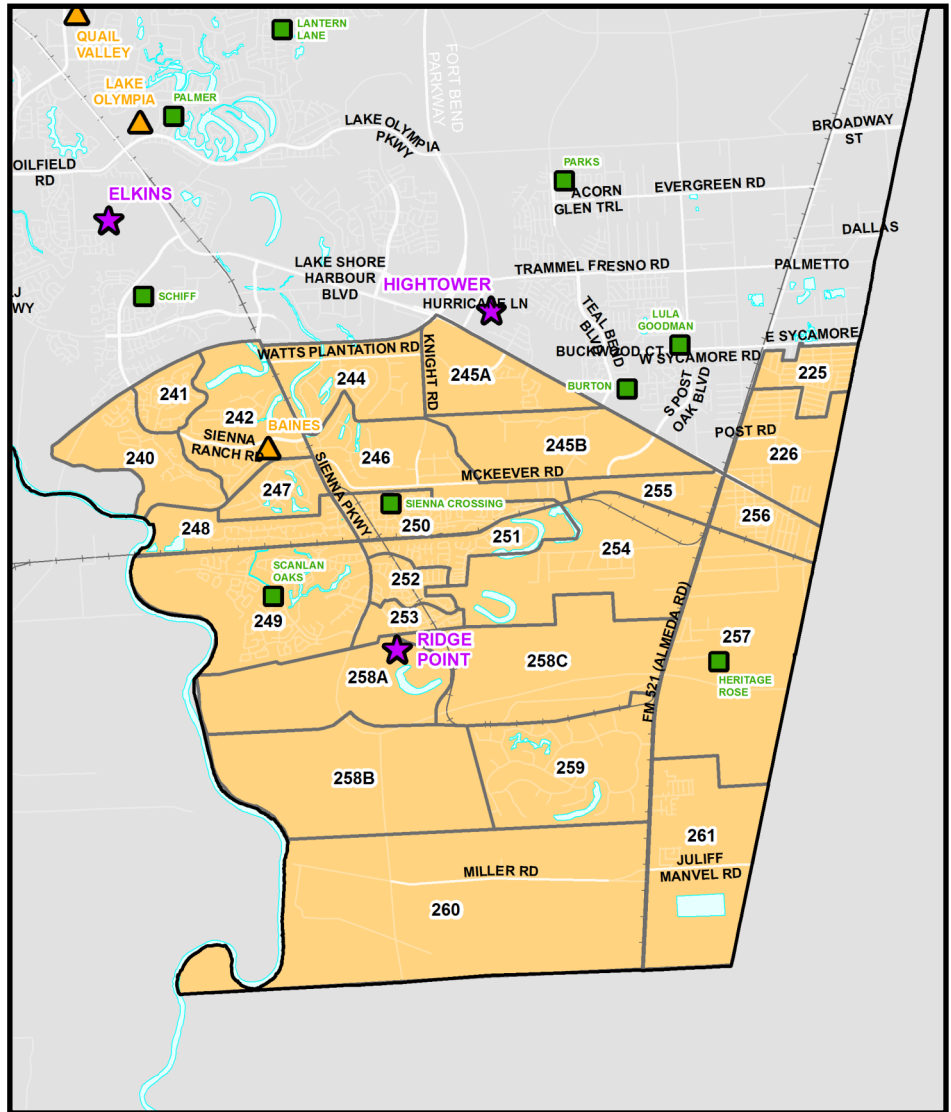 QUAIL
VALLEY
LANTERN
LANE
FORT BEND
PARKWAY
LAKE
OLYMPIA
PALMER
LAKE OLYMPIA
PKWY
BROADWAY
ST
OILFIELD
RD
PARKS
ACORN
GLEN TRL
EVERGREEN RD
ELKINS
DALLAS
LAKE SHORE
HARBOUR
BLVD
TRAMMEL FRESNO RD
PALMETTO
HIGHTOWER
LJ
WY
SCHIFF
HURRICANE LN
TEAL BEND
BLVD
LULA
GOODMAN
E SYCAMORE
WATTS PLANTATION RD
BUCKWOOD CT
W SYCAMORE RD
KNIGHT RD
244
245A
225
241
BURTON
S POST
OAK BLVD
242
BAINES
POST RD
SIENNA
RANCH RD
240
246
245B
226
SIENNA PKWY
MCKEEVER RD
247
255
SIENNA CROSSING
256
248
250
251
254
SCANLAN
OAKS
252
249
253
FM 521 (ALMEDA RD)
RIDGE
POINT
257
258A
258C
HERITAGE
ROSE
258B
259
261
JULIFF
MANVEL RD
MILLER RD
260